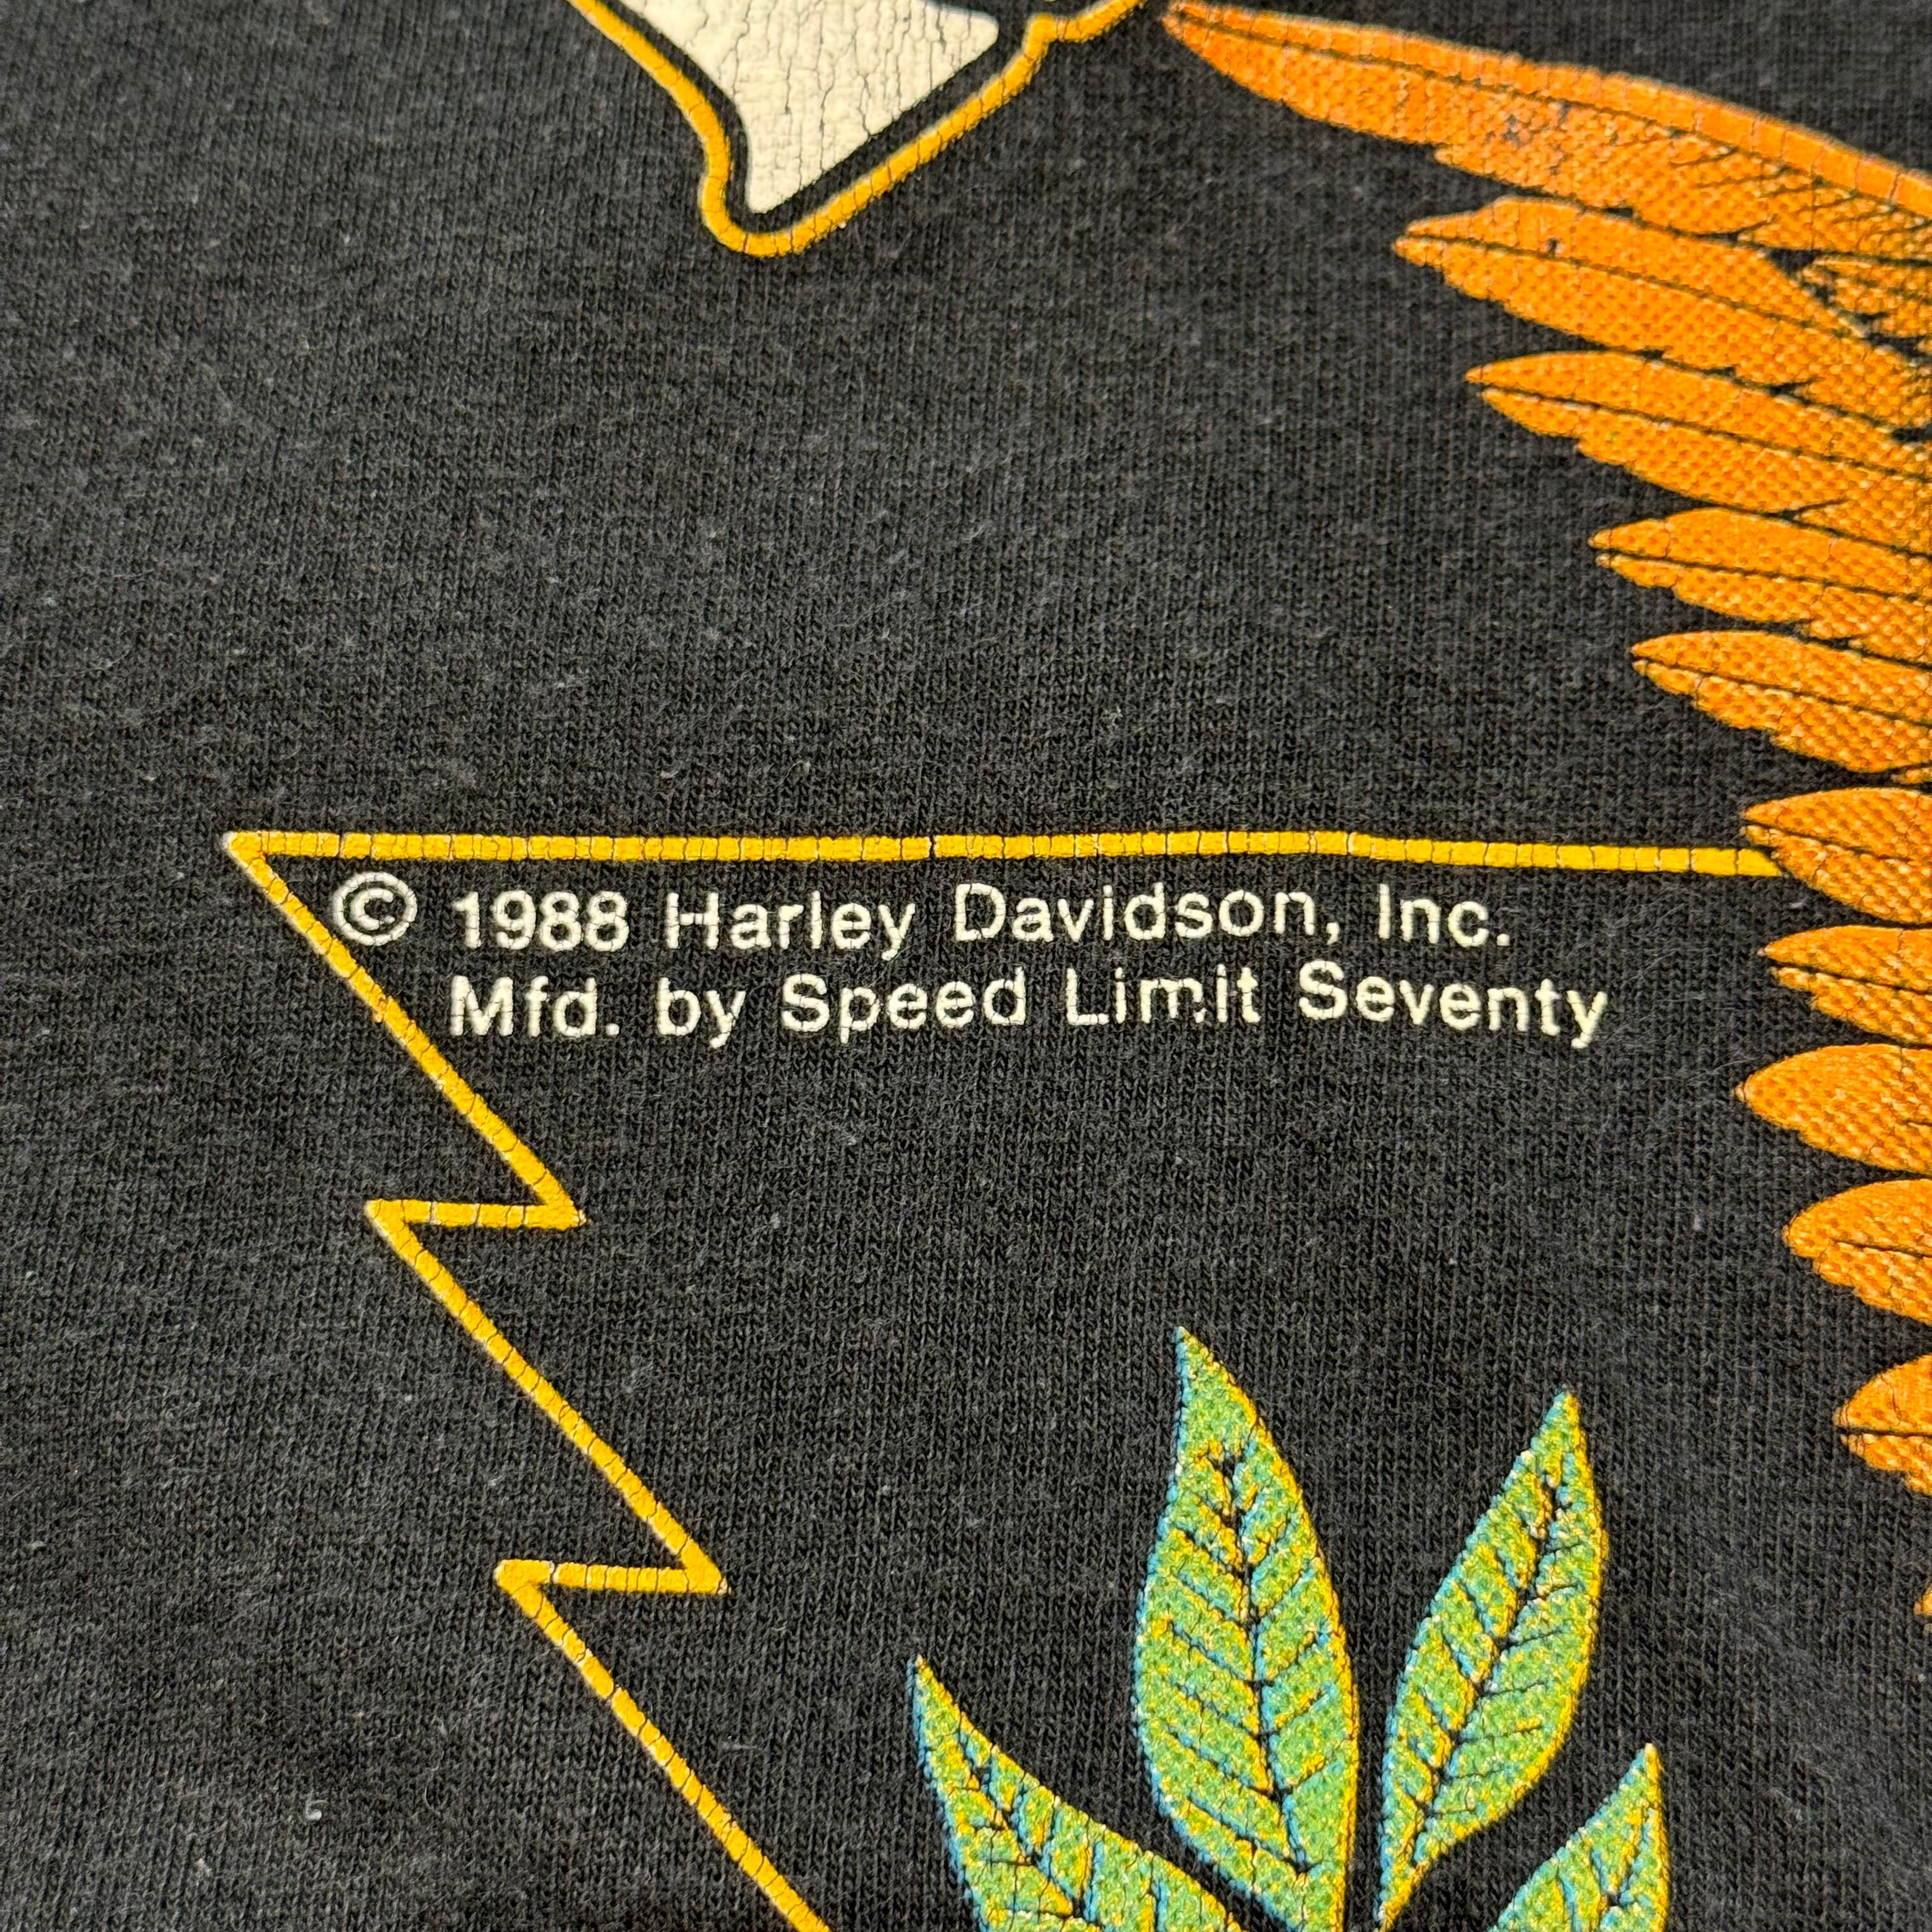 © 1988 Harley Davidson, Inc.
Mfd. by Speed Limit Seventy